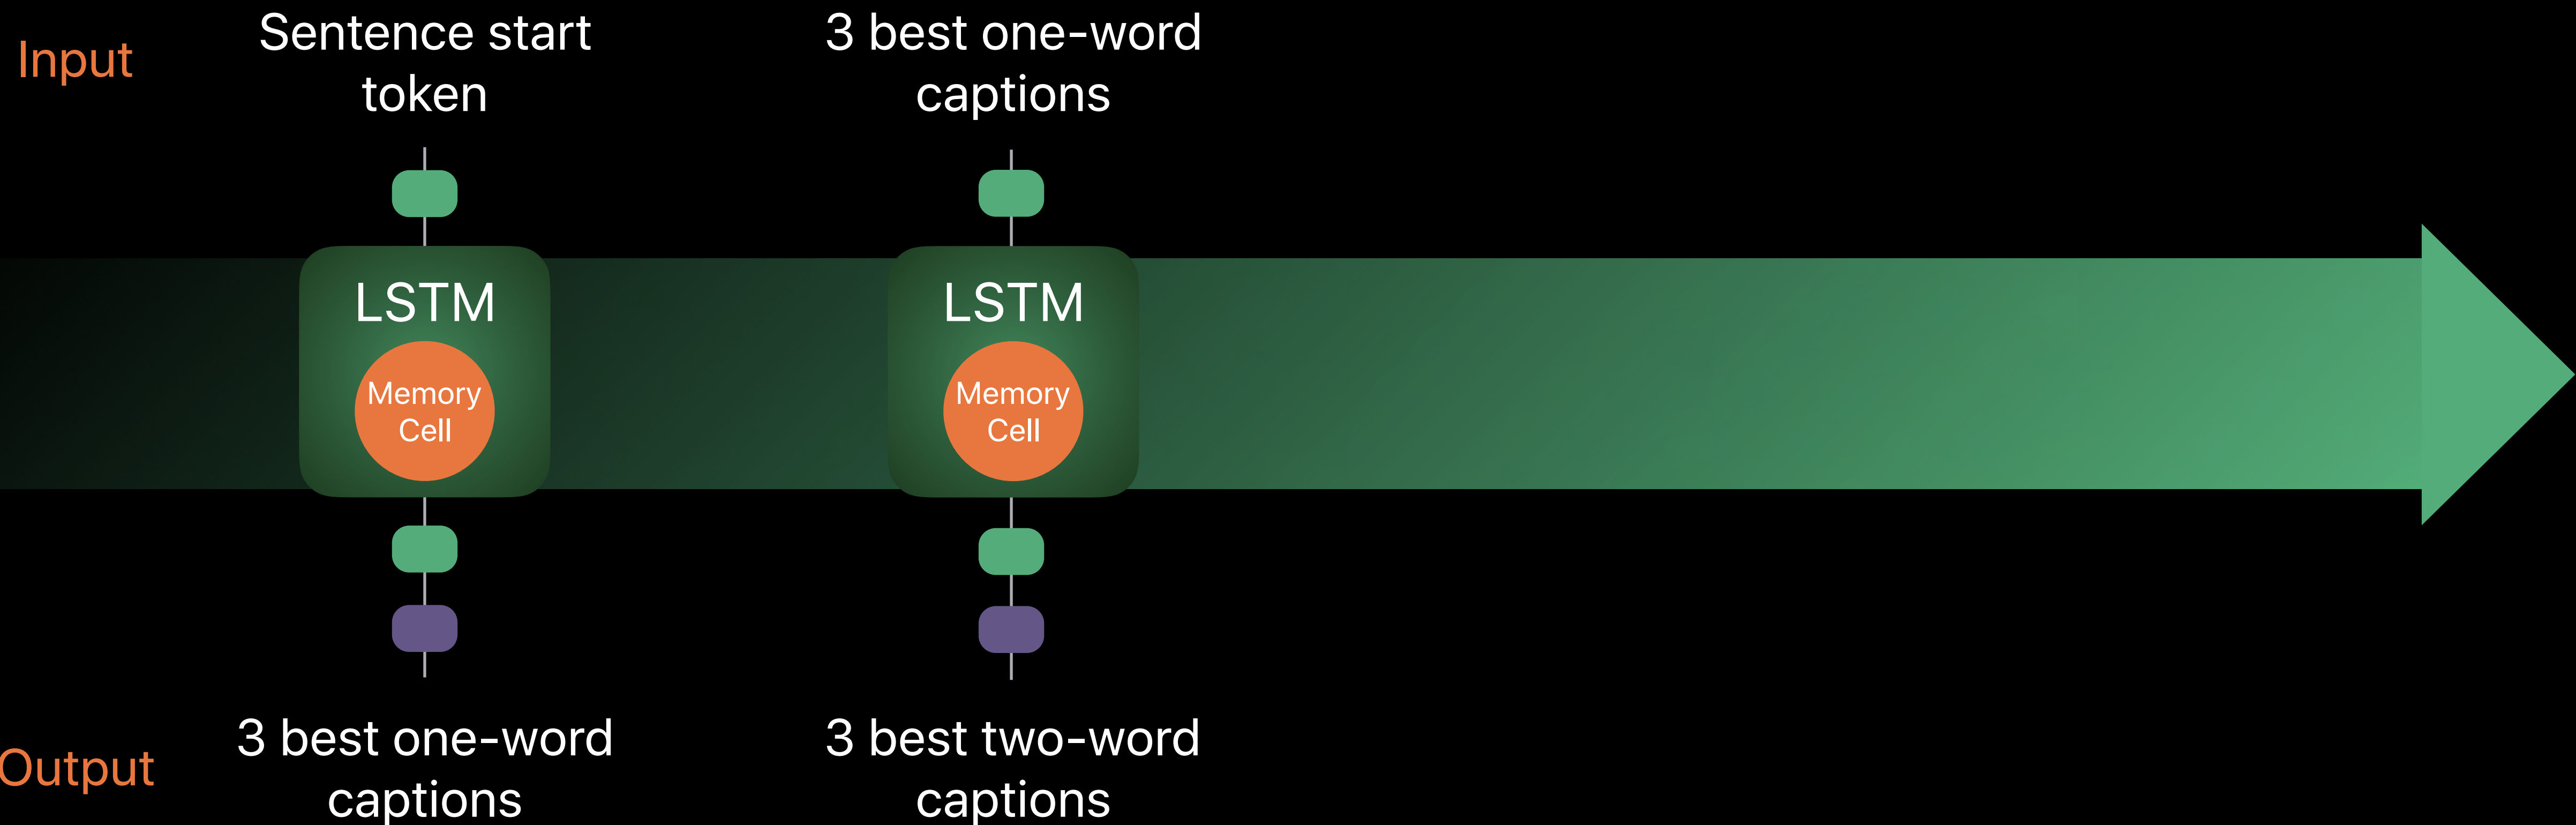 Input
Sentence start
token
3 best one-word
captions
LSTM
Memory
Cell
LSTM
Memory
Cell
Output
3 best one-word
captions
3 best two-word
captions